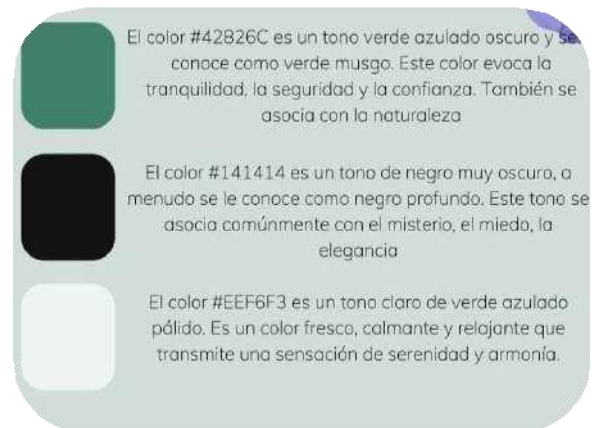 El color #42826C es un tono verde azulado oscuro y se
conoce como verde musgo. Este color evoca la
tranquilidad, la seguridad y la confianza. También se
asocia con la naturaleza
El color #141414 es un tono de negro muy oscuro, a
menudo se le conoce como negro profundo. Este tono se
asocia comúnmente con el misterio, el miedo, la
elegancia
El color #EEF6F3 es un tono claro de verde azulado
pálido. Es un color fresco, calmante y relajante que
transmite una sensación de serenidad y armonía.